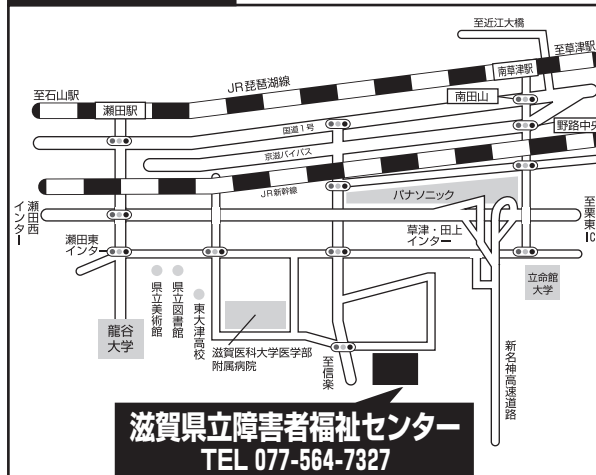 至近江大橋
至草津駅
JR琵琶湖線
南草津駅
至石山駅
瀬田駅
南田山
国道1号
野路中央
京滋バイパス
JR新幹線
パナソニック
瀬田西
インター
至栗東IC
瀬田東
インター
草津・田上
インター
県立美術館
県立図書館
東大津高校
立命館
大学
龍谷
大学
滋賀医科大学医学部
附属病院
至信楽
新名神高速道路
滋賀県立障害者福祉センター
TEL 077-564-7327